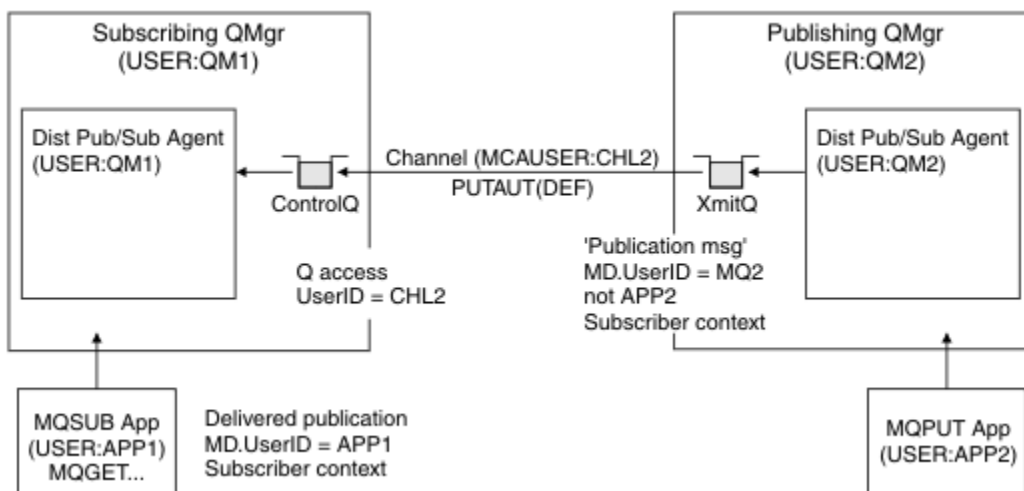 Subscribing QMgr
(USER:QM1)
Publishing QMgr
(USER:QM2)
Dist Pub/Sub Agent
(USER:QM1)
Channel (MCAUSER:CHL2)
PUTAUT(DEF)
Dist Pub/Sub Agent
(USER:QM2)
ControlQ
XmitQ
Q access
UserID = CHL2
'Publication msg'
MD.UserID = MQ2
not APP2
Subscriber context
MQSUB App
(USER:APP1)
MQGET...
Delivered publication
MD.UserID = APP1
Subscriber context
MQPUT App
(USER:APP2)